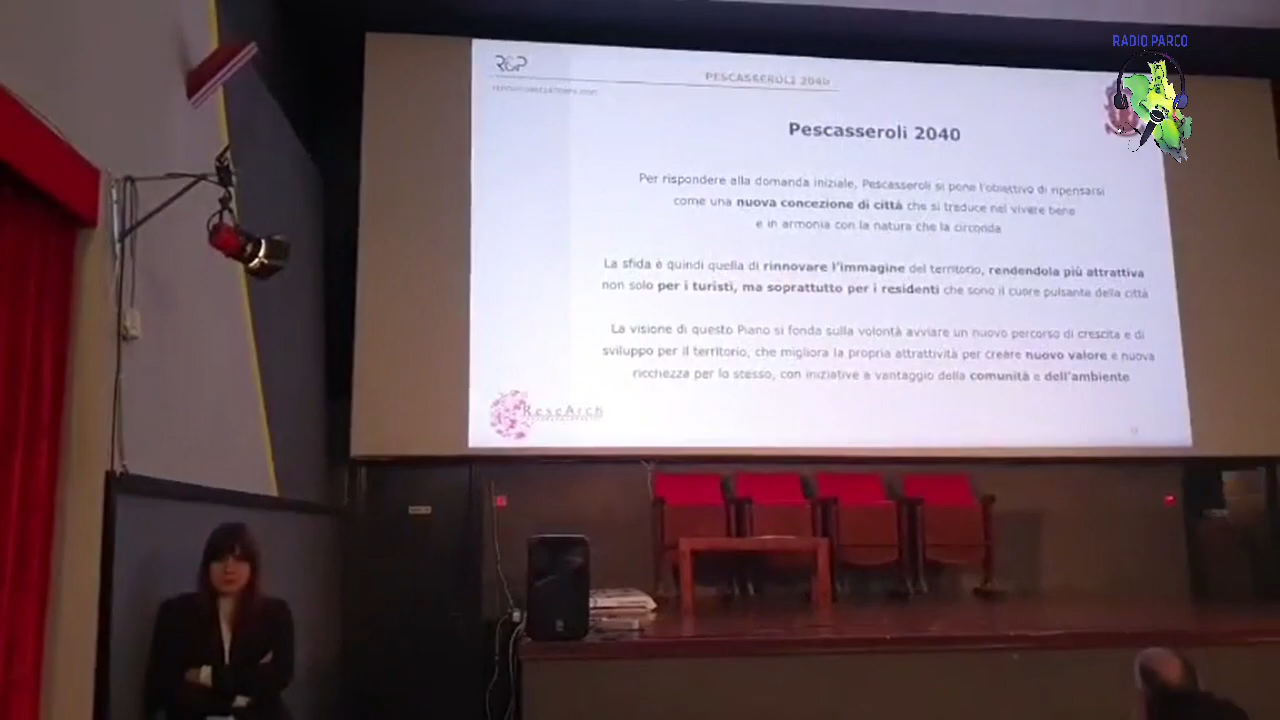 RADIO PARCO
PESCASSEROLI 2040
Pescasseroli 2040
Per rispondere alla domanda iniziale, Pescasseroli si pone l'obiettivo di ripensarsi
come una nuova concezione di città che si traduce nel vivere bene
e in armonia con la natura che la circonda
La sfida è quindi quella di rinnovare l'immagine del territorio, rendendola più attrattiva
non solo per i turisti, ma soprattutto per i residenti che sono il cuore pulsante della città
La visione di questo Piano si fonda sulla volontà avviare un nuovo percorso di crescita e di
sviluppo per il territorio, che migliora la propria attrattività per creare nuovo valore e nuova
ricchezza per lo stesso, con iniziative a vantaggio della comunità e dell'ambiente
ReseArch